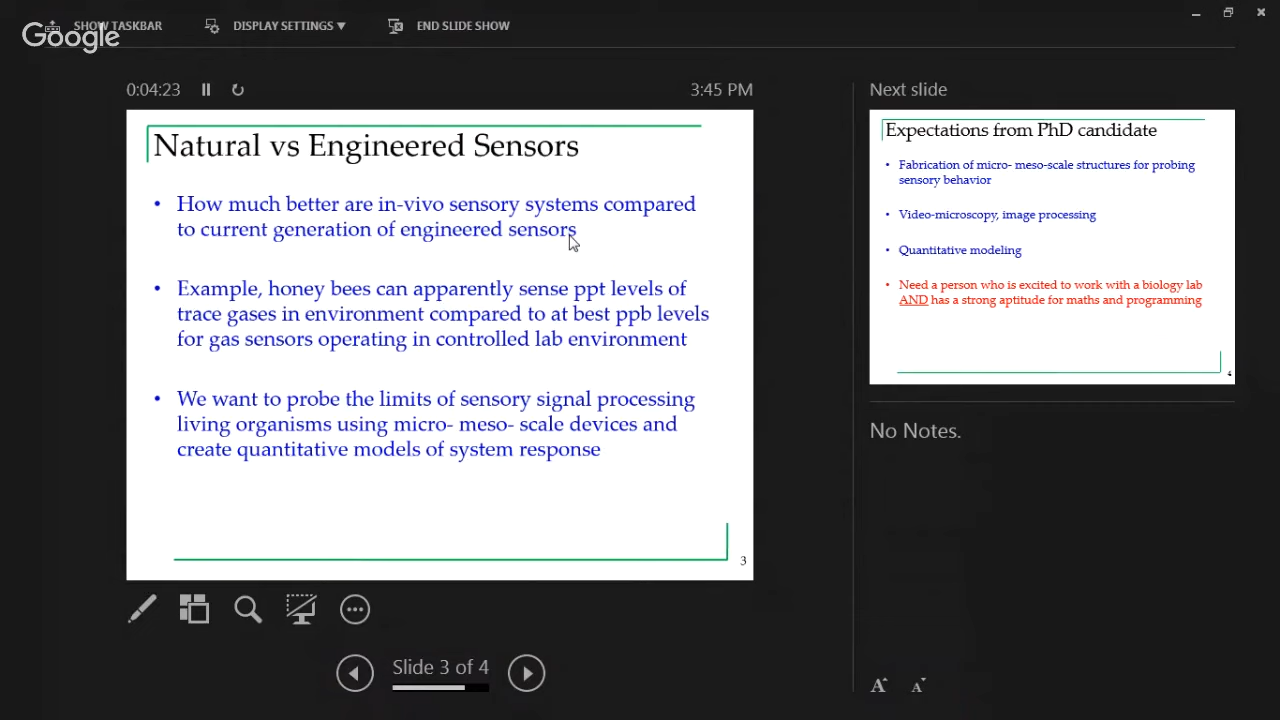 SHOW TASKBAR
DISPLAY SETTINGS ▼
END SLIDE SHOW
Google
0:04:23
3:45 PM
Natural vs Engineered Sensors
• How much better are in-vivo sensory systems compared
to current generation of engineered sensors
• Example, honey bees can apparently sense ppt levels of
trace gases in environment compared to at best ppb levels
for gas sensors operating in controlled lab environment
• We want to probe the limits of sensory signal processing
living organisms using micro- meso- scale devices and
create quantitative models of system response
3
Slide 3 of 4
Next slide
Expectations from PhD candidate
• Fabrication of micro- meso-scale structures for probing
sensory behavior
• Video-microscopy, image processing
• Quantitative modeling
• Need a person who is excited to work with a biology lab
AND has a strong aptitude for maths and programming
4
No Notes.
A A